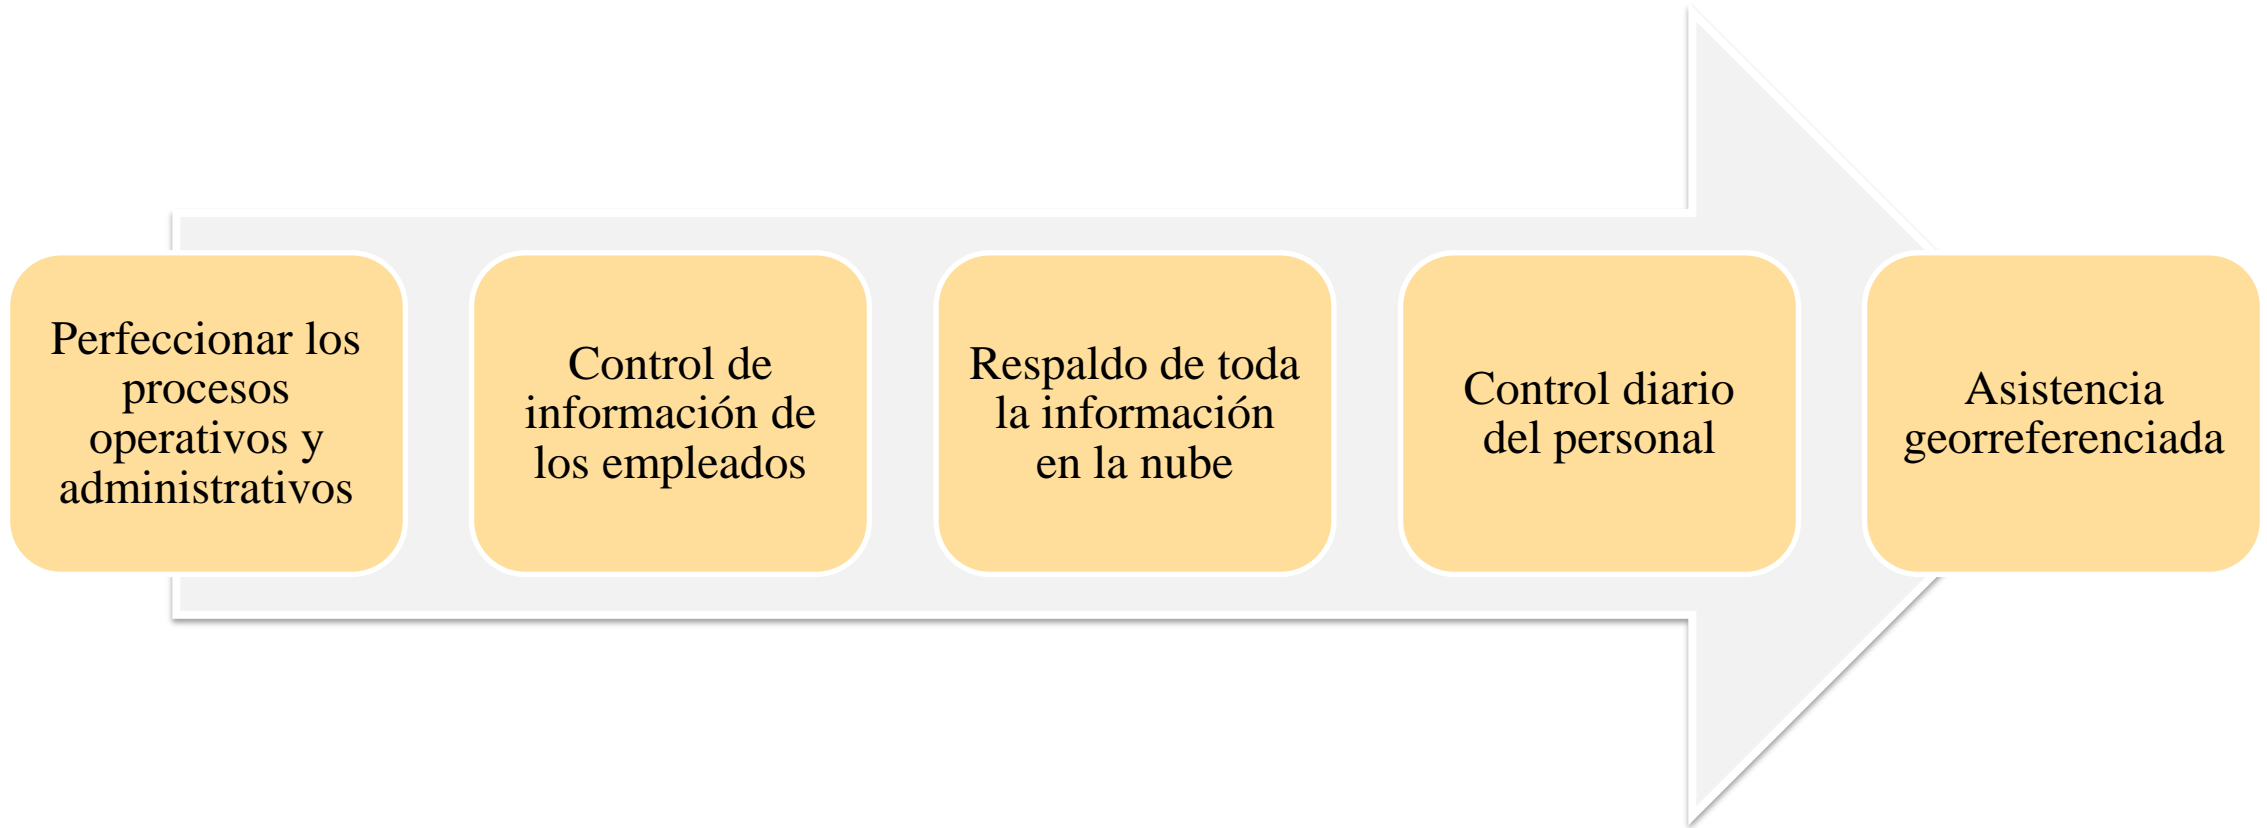 Perfeccionar los
procesos
operativos y
administrativos
Control de
información de
los empleados
Respaldo de toda
la información
en la nube
Control diario
del personal
Asistencia
georreferenciada